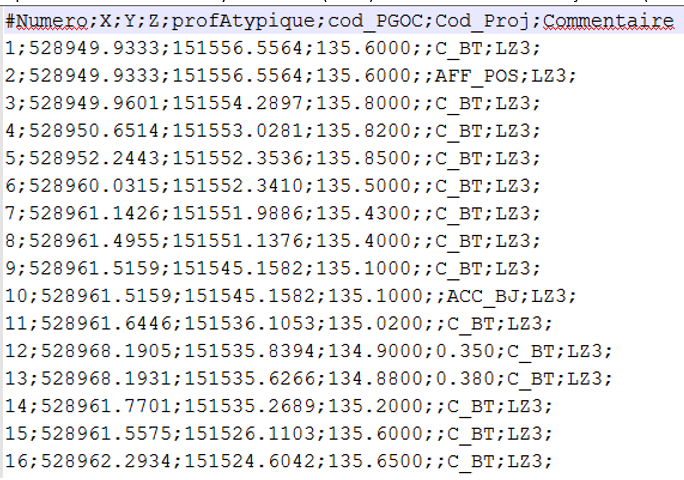 #Numero;X;Y;Z;profAtypique;cod_PGOC;Cod_Proj;Commentaire
1;528949.9333;151556.5564;135.6000;;C_BT;LZ3;
2;528949.9333;151556.5564;135.6000;;AFF_POS;LZ3;
3;528949.9601;151554.2897;135.8000;;C_BT;LZ3;
4;528950.6514;151553.0281;135.8200;;C_BT;LZ3;
5;528952.2443;151552.3536;135.8500;;C_BT;LZ3;
6;528960.0315;151552.3410;135.5000;;C_BT;LZ3;
7;528961.1426;151551.9886;135.4300;;C_BT;LZ3;
8;528961.4955;151551.1376;135.4000;;C_BT;LZ3;
9;528961.5159;151545.1582;135.1000;;C_BT;LZ3;
10;528961.5159;151545.1582;135.1000;;ACC_BJ;LZ3;
11;528961.6446;151536.1053;135.0200;;C_BT;LZ3;
12;528968.1905;151535.8394;134.9000;0.350;C_BT;LZ3;
13;528968.1931;151535.6266;134.8800;0.380;C_BT;LZ3;
14;528961.7701;151535.2689;135.2000;;C_BT;LZ3;
15;528961.5575;151526.1103;135.6000;;C_BT;LZ3;
16;528962.2934;151524.6042;135.6500;;C_BT;LZ3;